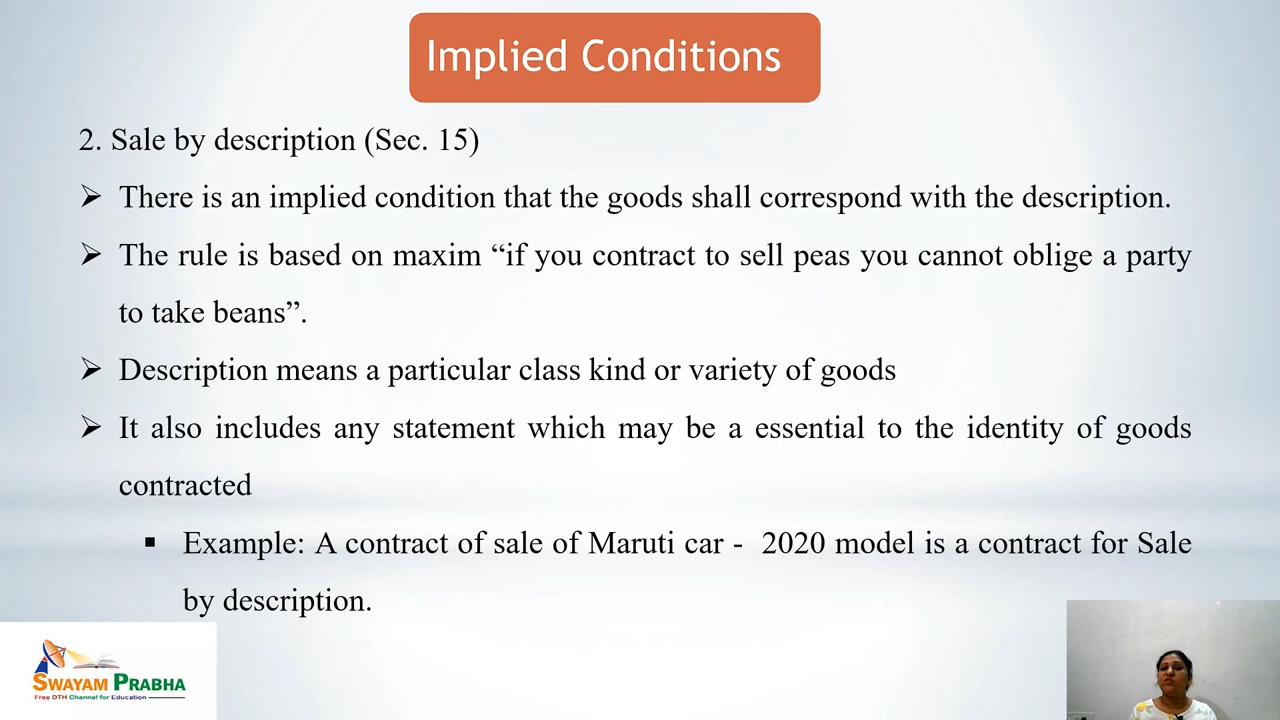 Implied Conditions
2. Sale by description (Sec. 15)
➢ There is an implied condition that the goods shall correspond with the description.
➢ The rule is based on maxim “if you contract to sell peas you cannot oblige a party
to take beans”.
➢ Description means a particular class kind or variety of goods
➢ It also includes any statement which may be a essential to the identity of goods
contracted
▪ Example: A contract of sale of Maruti car - 2020 model is a contract for Sale
by description.
SWAYAM PRABHA
Free DTH Channel for Education